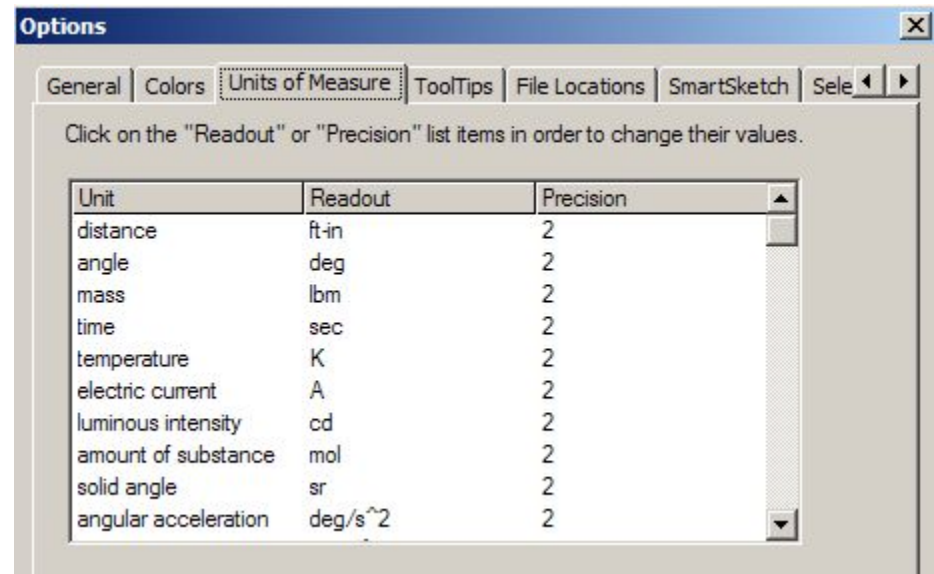 Options
General Colors Units of Measure ToolTips File Locations SmartSketch Sele
Click on the "Readout" or "Precision" list items in order to change their values.
Unit Readout Precision
distance ft-in 2
angle deg 2
mass lbm 2
time sec 2
temperature K 2
electric current A 2
luminous intensity cd 2
amount of substance mol 2
solid angle sr 2
angular acceleration deg/s^2 2